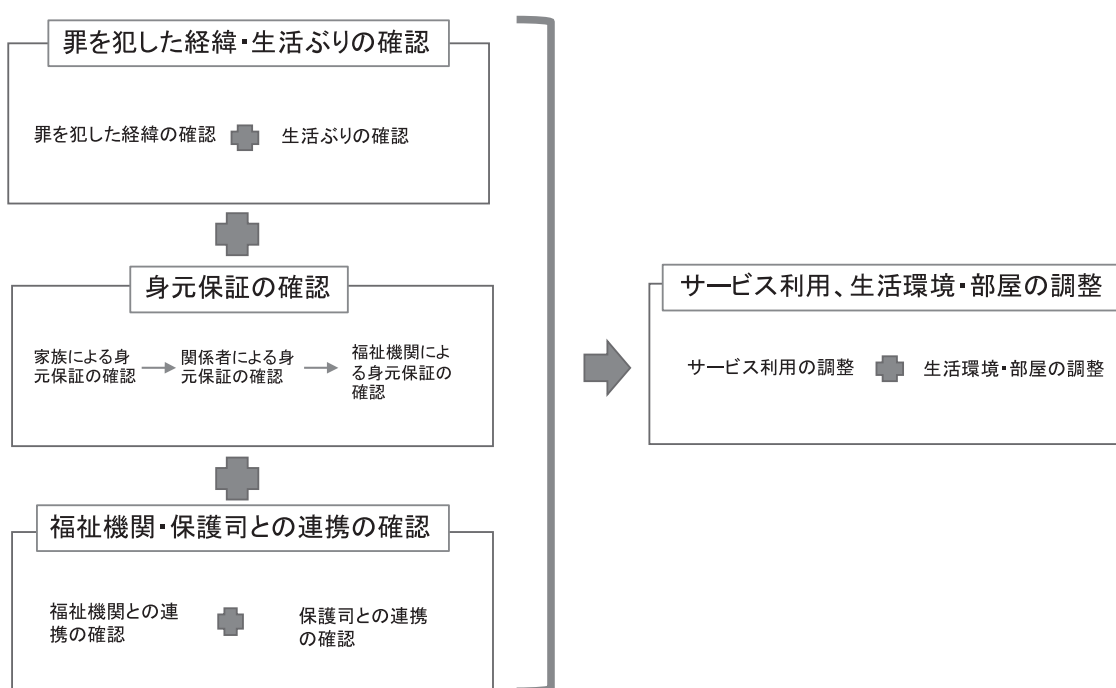 罪を犯した経緯・生活ぶりの確認
罪を犯した経緯の確認
生活ぶりの確認
身元保証の確認
家族による身
元保証の確認
関係者による身
元保証の確認
福祉機関によ
る身元保証の
確認
福祉機関・保護司との連携の確認
福祉機関との連
携の確認
保護司との連携
の確認
サービス利用、生活環境・部屋の調整
サービス利用の調整
生活環境・部屋の調整